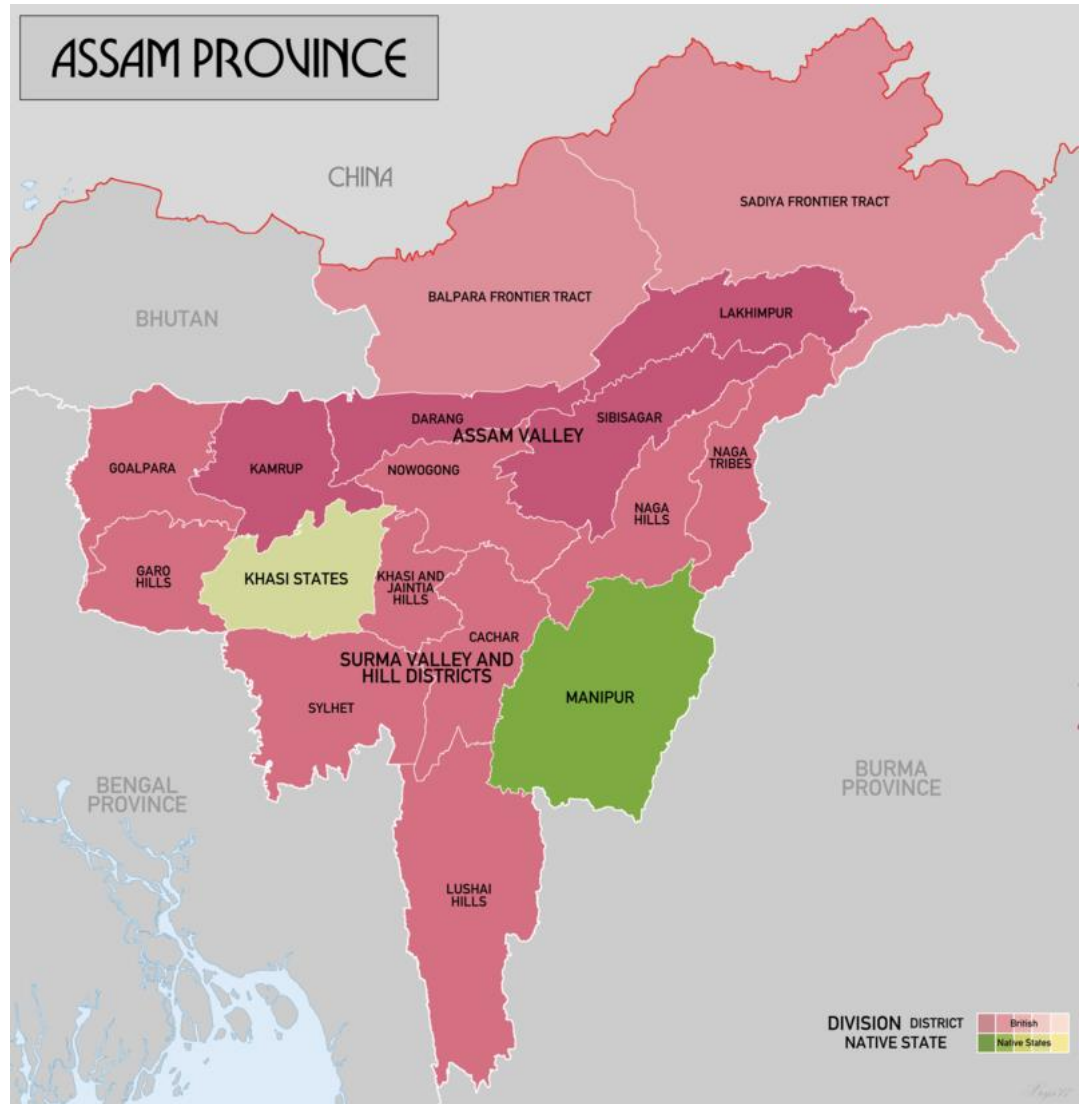 ASSAM PROVINCE
CHINA
SADIYA FRONTIER TRACT
BALPARA FRONTIER TRACT
BHUTAN
LAKHIMPUR
DARANG
SIBISAGAR
ASSAM VALLEY
GOALPARA
KAMRUP
NOWOGONG
NAGA
TRIBES
NAGA
HILLS
GARO
HILLS
KHASI STATES
KHASI AND
JAINTIA
HILLS
CACHAR
SURMA VALLEY AND
HILL DISTRICTS
MANIPUR
SYLHET
BENGAL
PROVINCE
BURMA
PROVINCE
LUSHAI
HILLS
DIVISION DISTRICT
NATIVE STATE
British
Native States